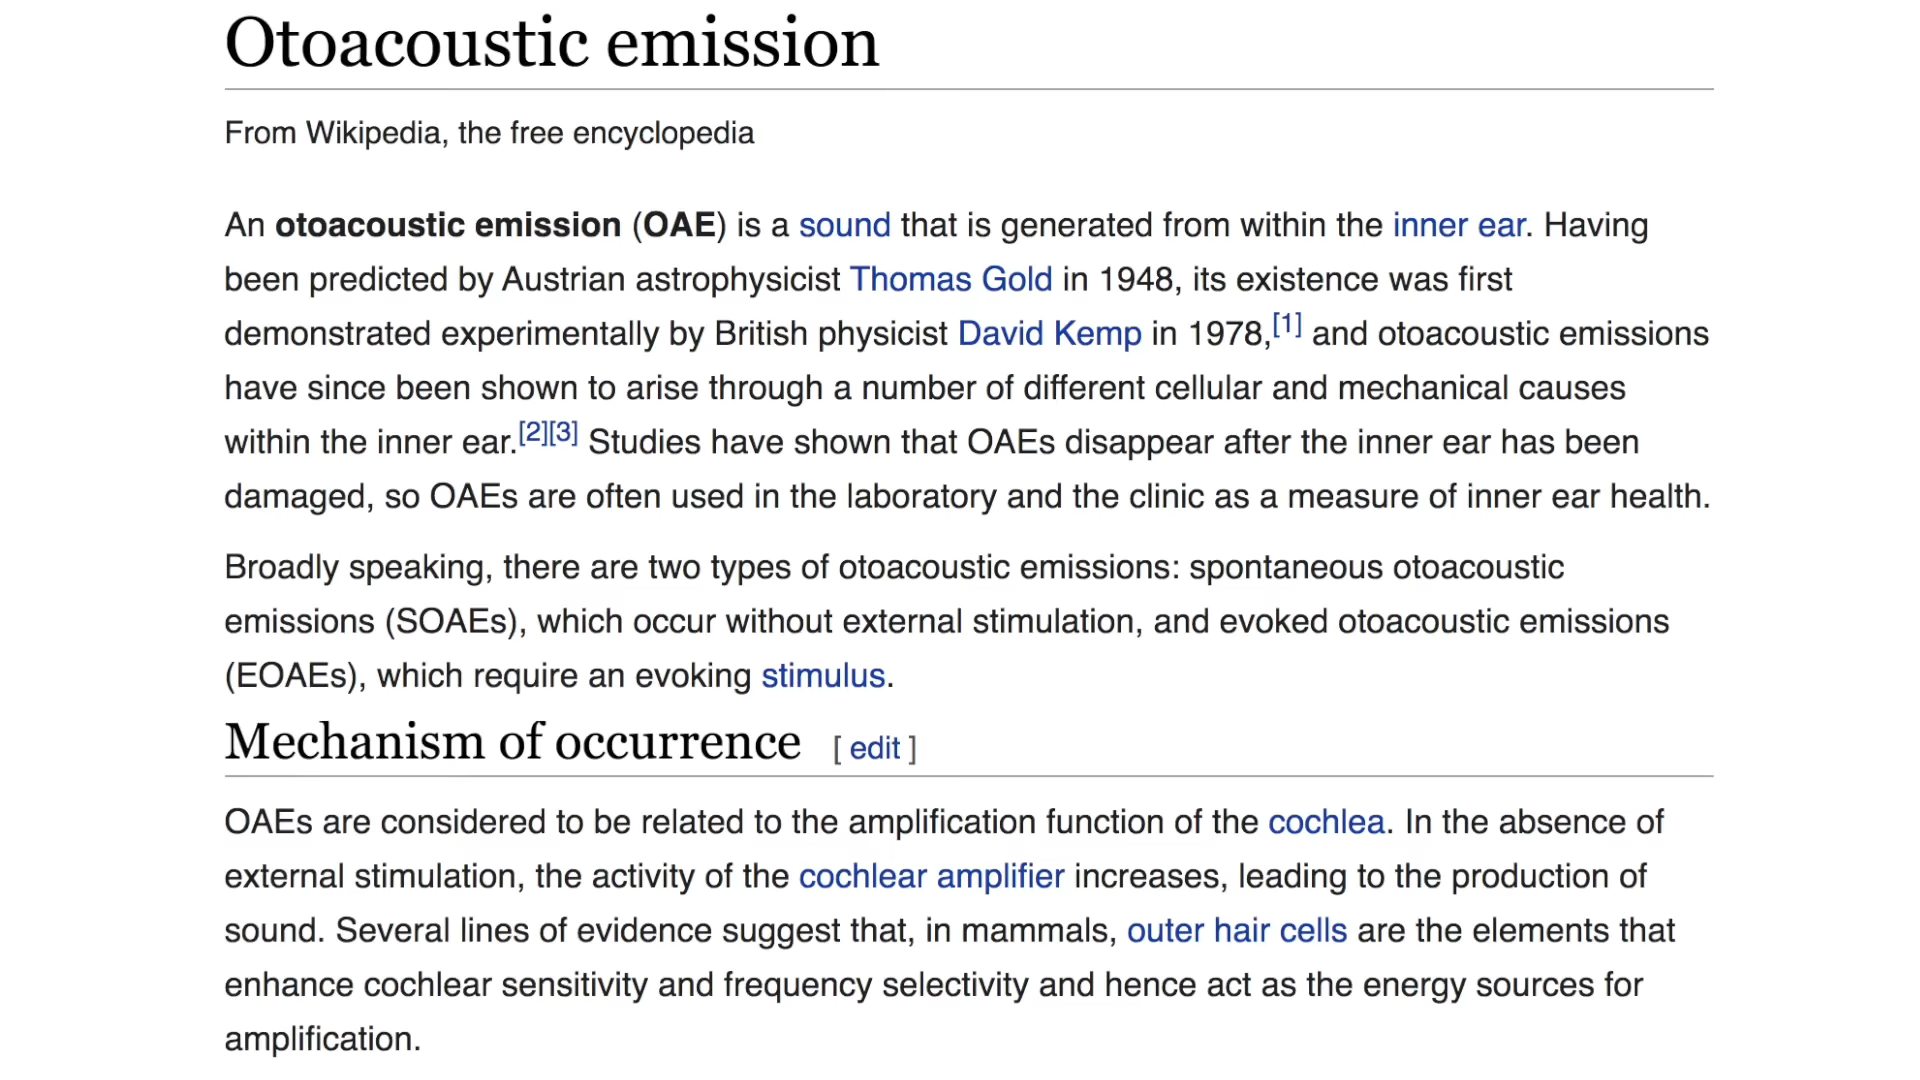 Otoacoustic emission
From Wikipedia, the free encyclopedia
An otoacoustic emission (OAE) is a sound that is generated from within the inner ear. Having
been predicted by Austrian astrophysicist Thomas Gold in 1948, its existence was first
demonstrated experimentally by British physicist David Kemp in 1978,[1] and otoacoustic emissions
have since been shown to arise through a number of different cellular and mechanical causes
within the inner ear.[2][3] Studies have shown that OAEs disappear after the inner ear has been
damaged, so OAEs are often used in the laboratory and the clinic as a measure of inner ear health.
Broadly speaking, there are two types of otoacoustic emissions: spontaneous otoacoustic
emissions (SOAEs), which occur without external stimulation, and evoked otoacoustic emissions
(EOAEs), which require an evoking stimulus.
Mechanism of occurrence [ edit ]
OAEs are considered to be related to the amplification function of the cochlea. In the absence of
external stimulation, the activity of the cochlear amplifier increases, leading to the production of
sound. Several lines of evidence suggest that, in mammals, outer hair cells are the elements that
enhance cochlear sensitivity and frequency selectivity and hence act as the energy sources for
amplification.